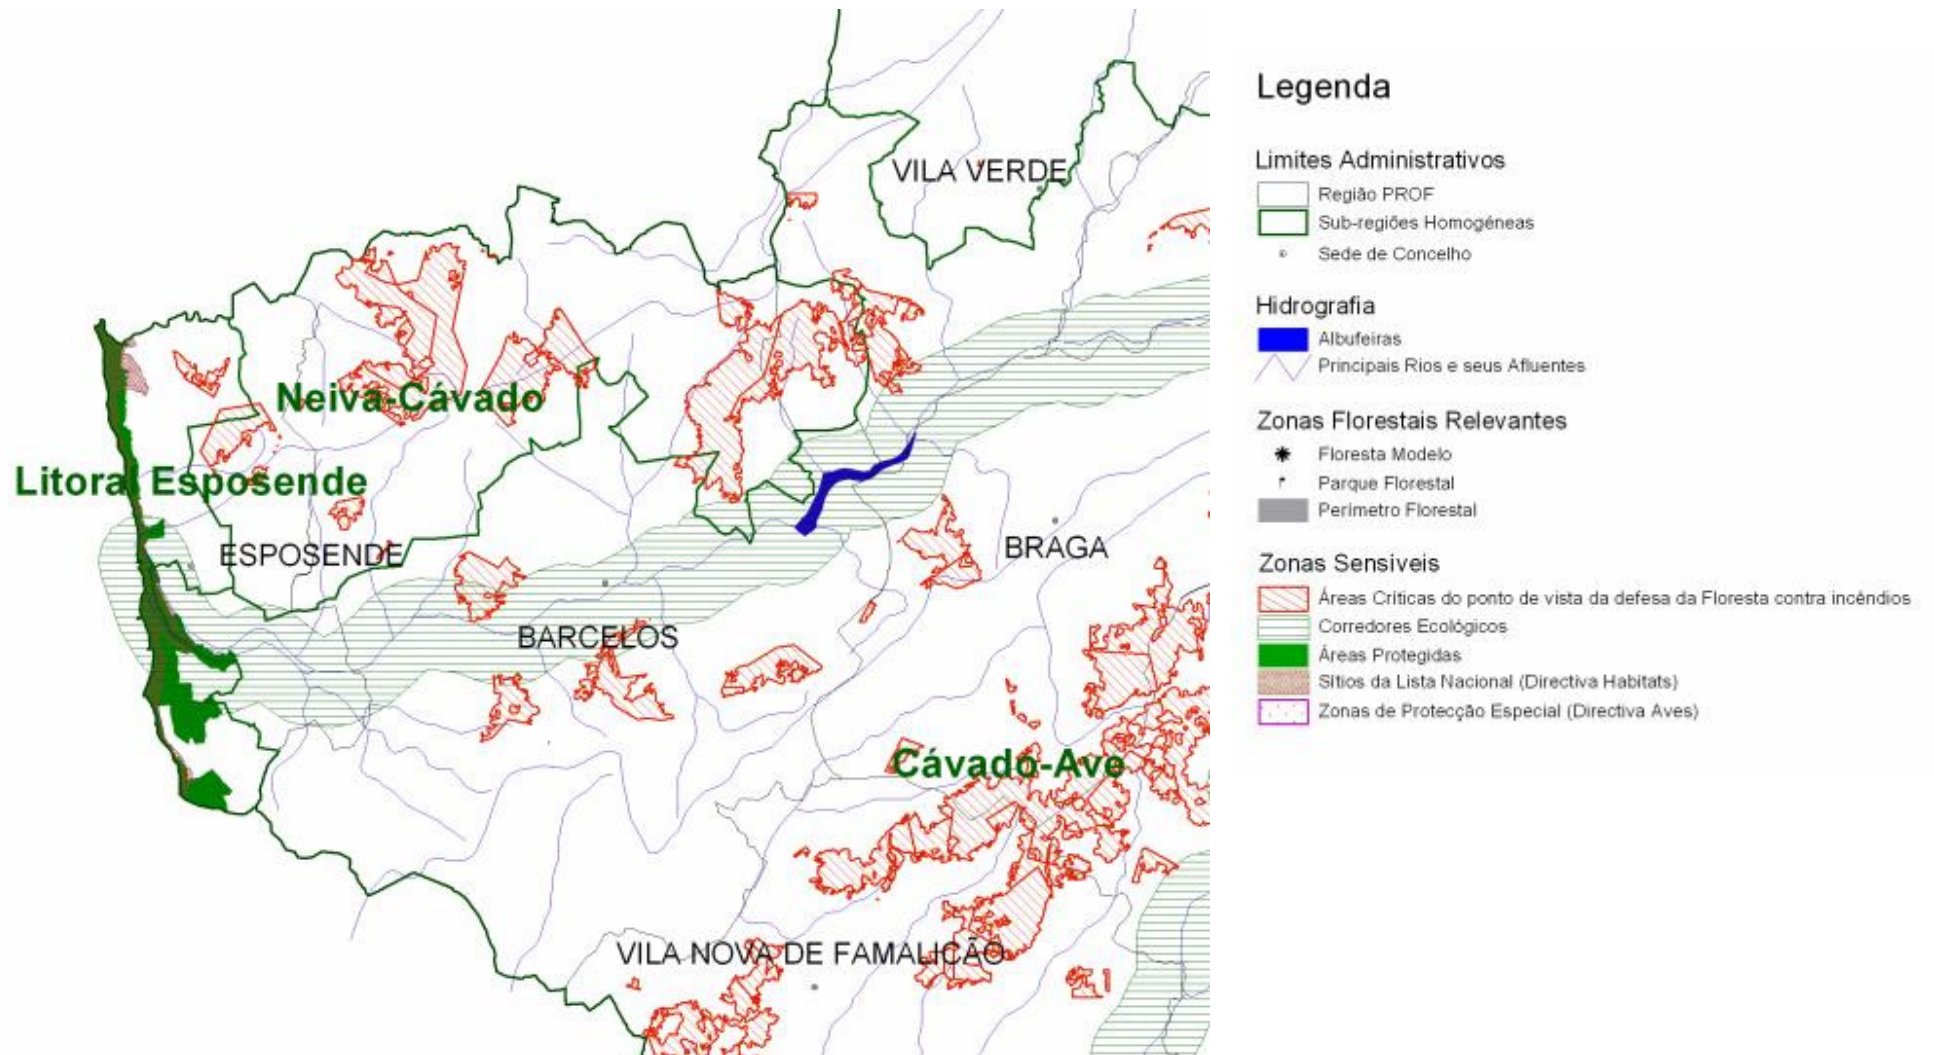 VILA VERDE
Neiva-Cávado
Litoral Esposende
ESPOSENDE
BRAGA
BARCELOS
Cávado-Ave
VILA NOVA DE FAMALICÃO
Legenda
Limites Administrativos
Região PROF
Sub-regiões Homogéneas
Sede de Concelho
Hidrografia
Albufeiras
Principais Rios e seus Afluentes
Zonas Florestais Relevantes
Floresta Modelo
Parque Florestal
Perímetro Florestal
Zonas Sensiveis
Áreas Críticas do ponto de vista da defesa da Floresta contra incêndios
Corredores Ecológicos
Áreas Protegidas
Sítios da Lista Nacional (Directiva Habitats)
Zonas de Protecção Especial (Directiva Aves)